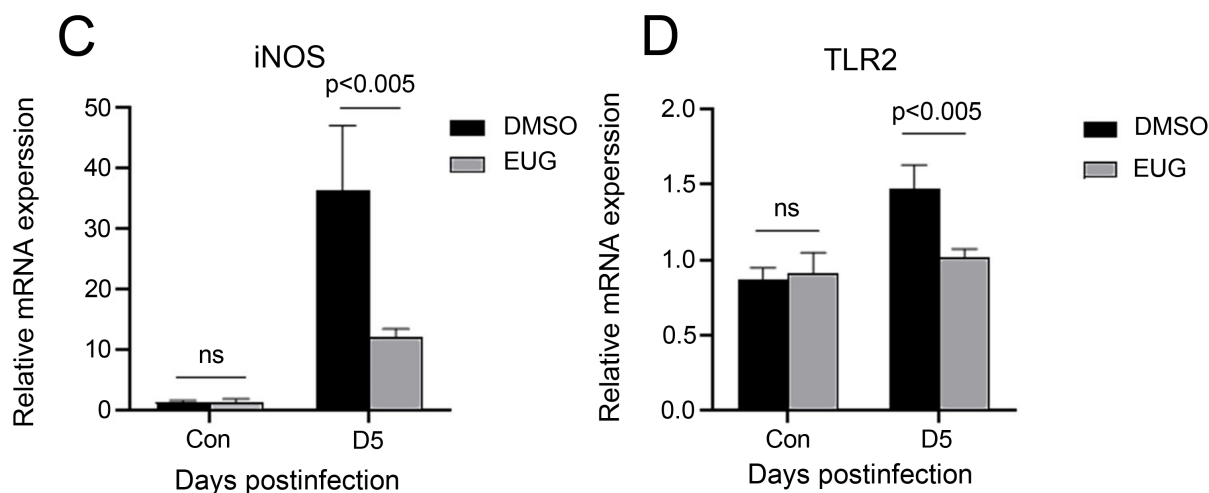 C
iNOS
p<0.005
Relative mRNA experssion
50
40
30
20
10
0
ns
DMSO
EUG
Con
D5
Days postinfection
D
TLR2
p<0.005
Relative mRNA experssion
2.0
1.5
1.0
0.5
0.0
ns
DMSO
EUG
Con
D5
Days postinfection